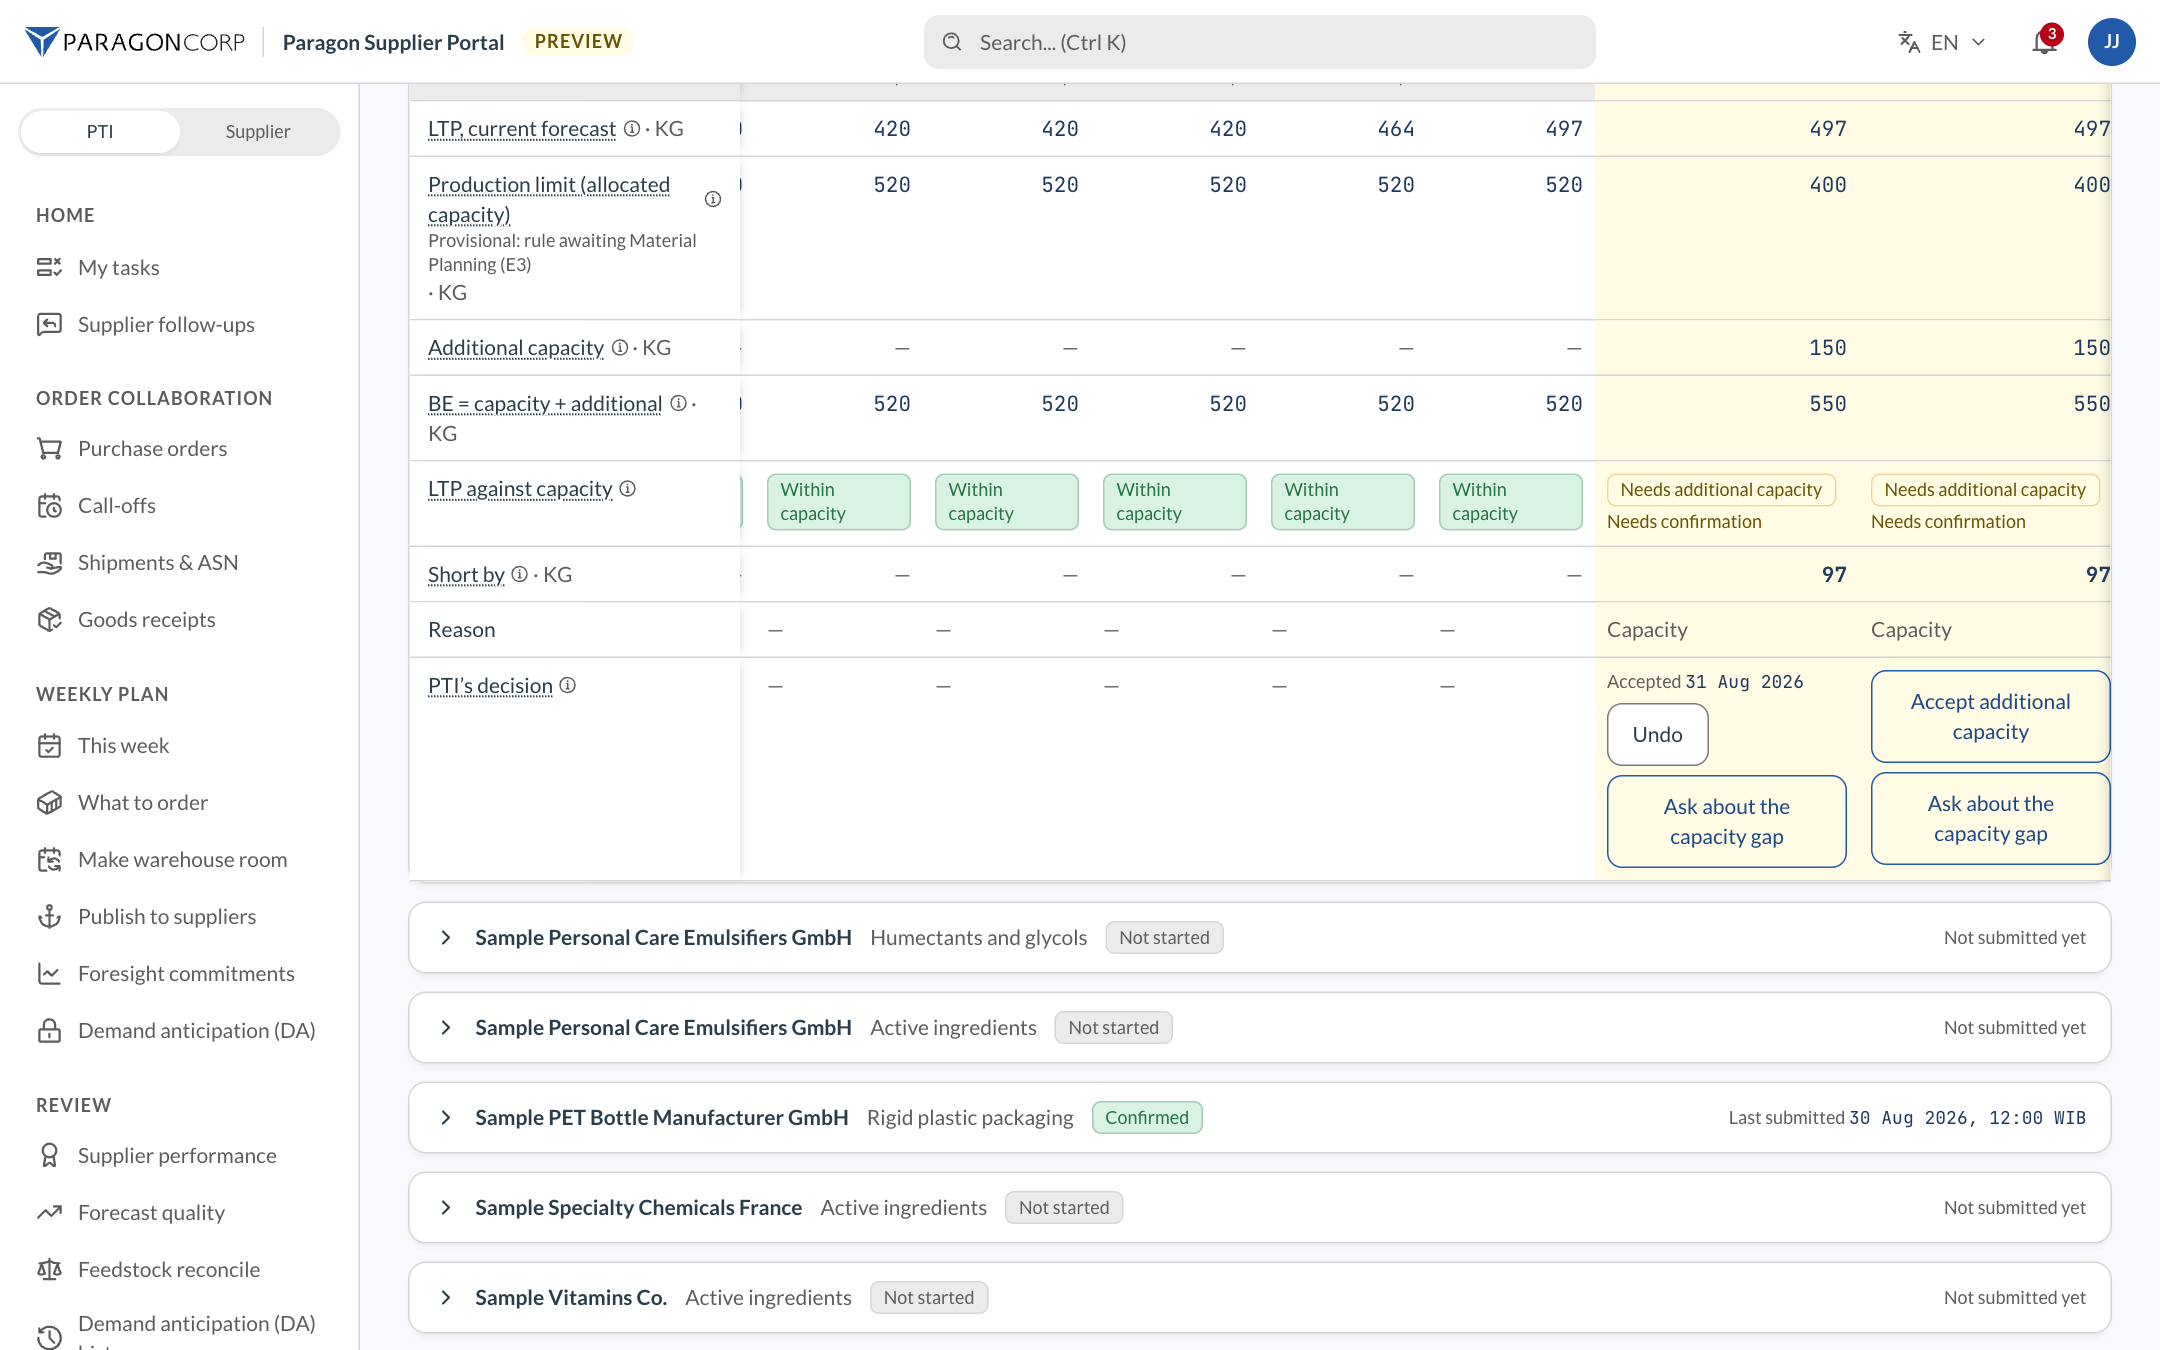 PARAGONCORP
Paragon Supplier Portal
PREVIEW
Search... (Ctrl K)
EN
3
JJ
PTI
Supplier
HOME
My tasks
Supplier follow-ups
ORDER COLLABORATION
Purchase orders
Call-offs
Shipments & ASN
Goods receipts
WEEKLY PLAN
This week
What to order
Make warehouse room
Publish to suppliers
Foresight commitments
Demand anticipation (DA)
REVIEW
Supplier performance
Forecast quality
Feedstock reconcile
Demand anticipation (DA)
LTP, current forecast · KG 420 420 420 464 497 497 497
Production limit (allocated 520 520 520 520 520 400 400
capacity)
Provisional: rule awaiting Material
Planning (E3)
· KG
Additional capacity · KG — — — — — 150 150
BE = capacity + additional · 520 520 520 520 520 550 550
KG
LTP against capacity Within Within Within Within Within Needs additional capacity Needs additional capacity
capacity capacity capacity capacity capacity Needs confirmation Needs confirmation
Short by · KG — — — — — 97 97
Reason — — — — — Capacity Capacity
PTI's decision — — — — — Accepted 31 Aug 2026
Undo
Ask about the
capacity gap
Accept additional
capacity
Ask about the
capacity gap
Sample Personal Care Emulsifiers GmbH Humectants and glycols Not started Not submitted yet
Sample Personal Care Emulsifiers GmbH Active ingredients Not started Not submitted yet
Sample PET Bottle Manufacturer GmbH Rigid plastic packaging Confirmed Last submitted 30 Aug 2026, 12:00 WIB
Sample Specialty Chemicals France Active ingredients Not started Not submitted yet
Sample Vitamins Co. Active ingredients Not started Not submitted yet